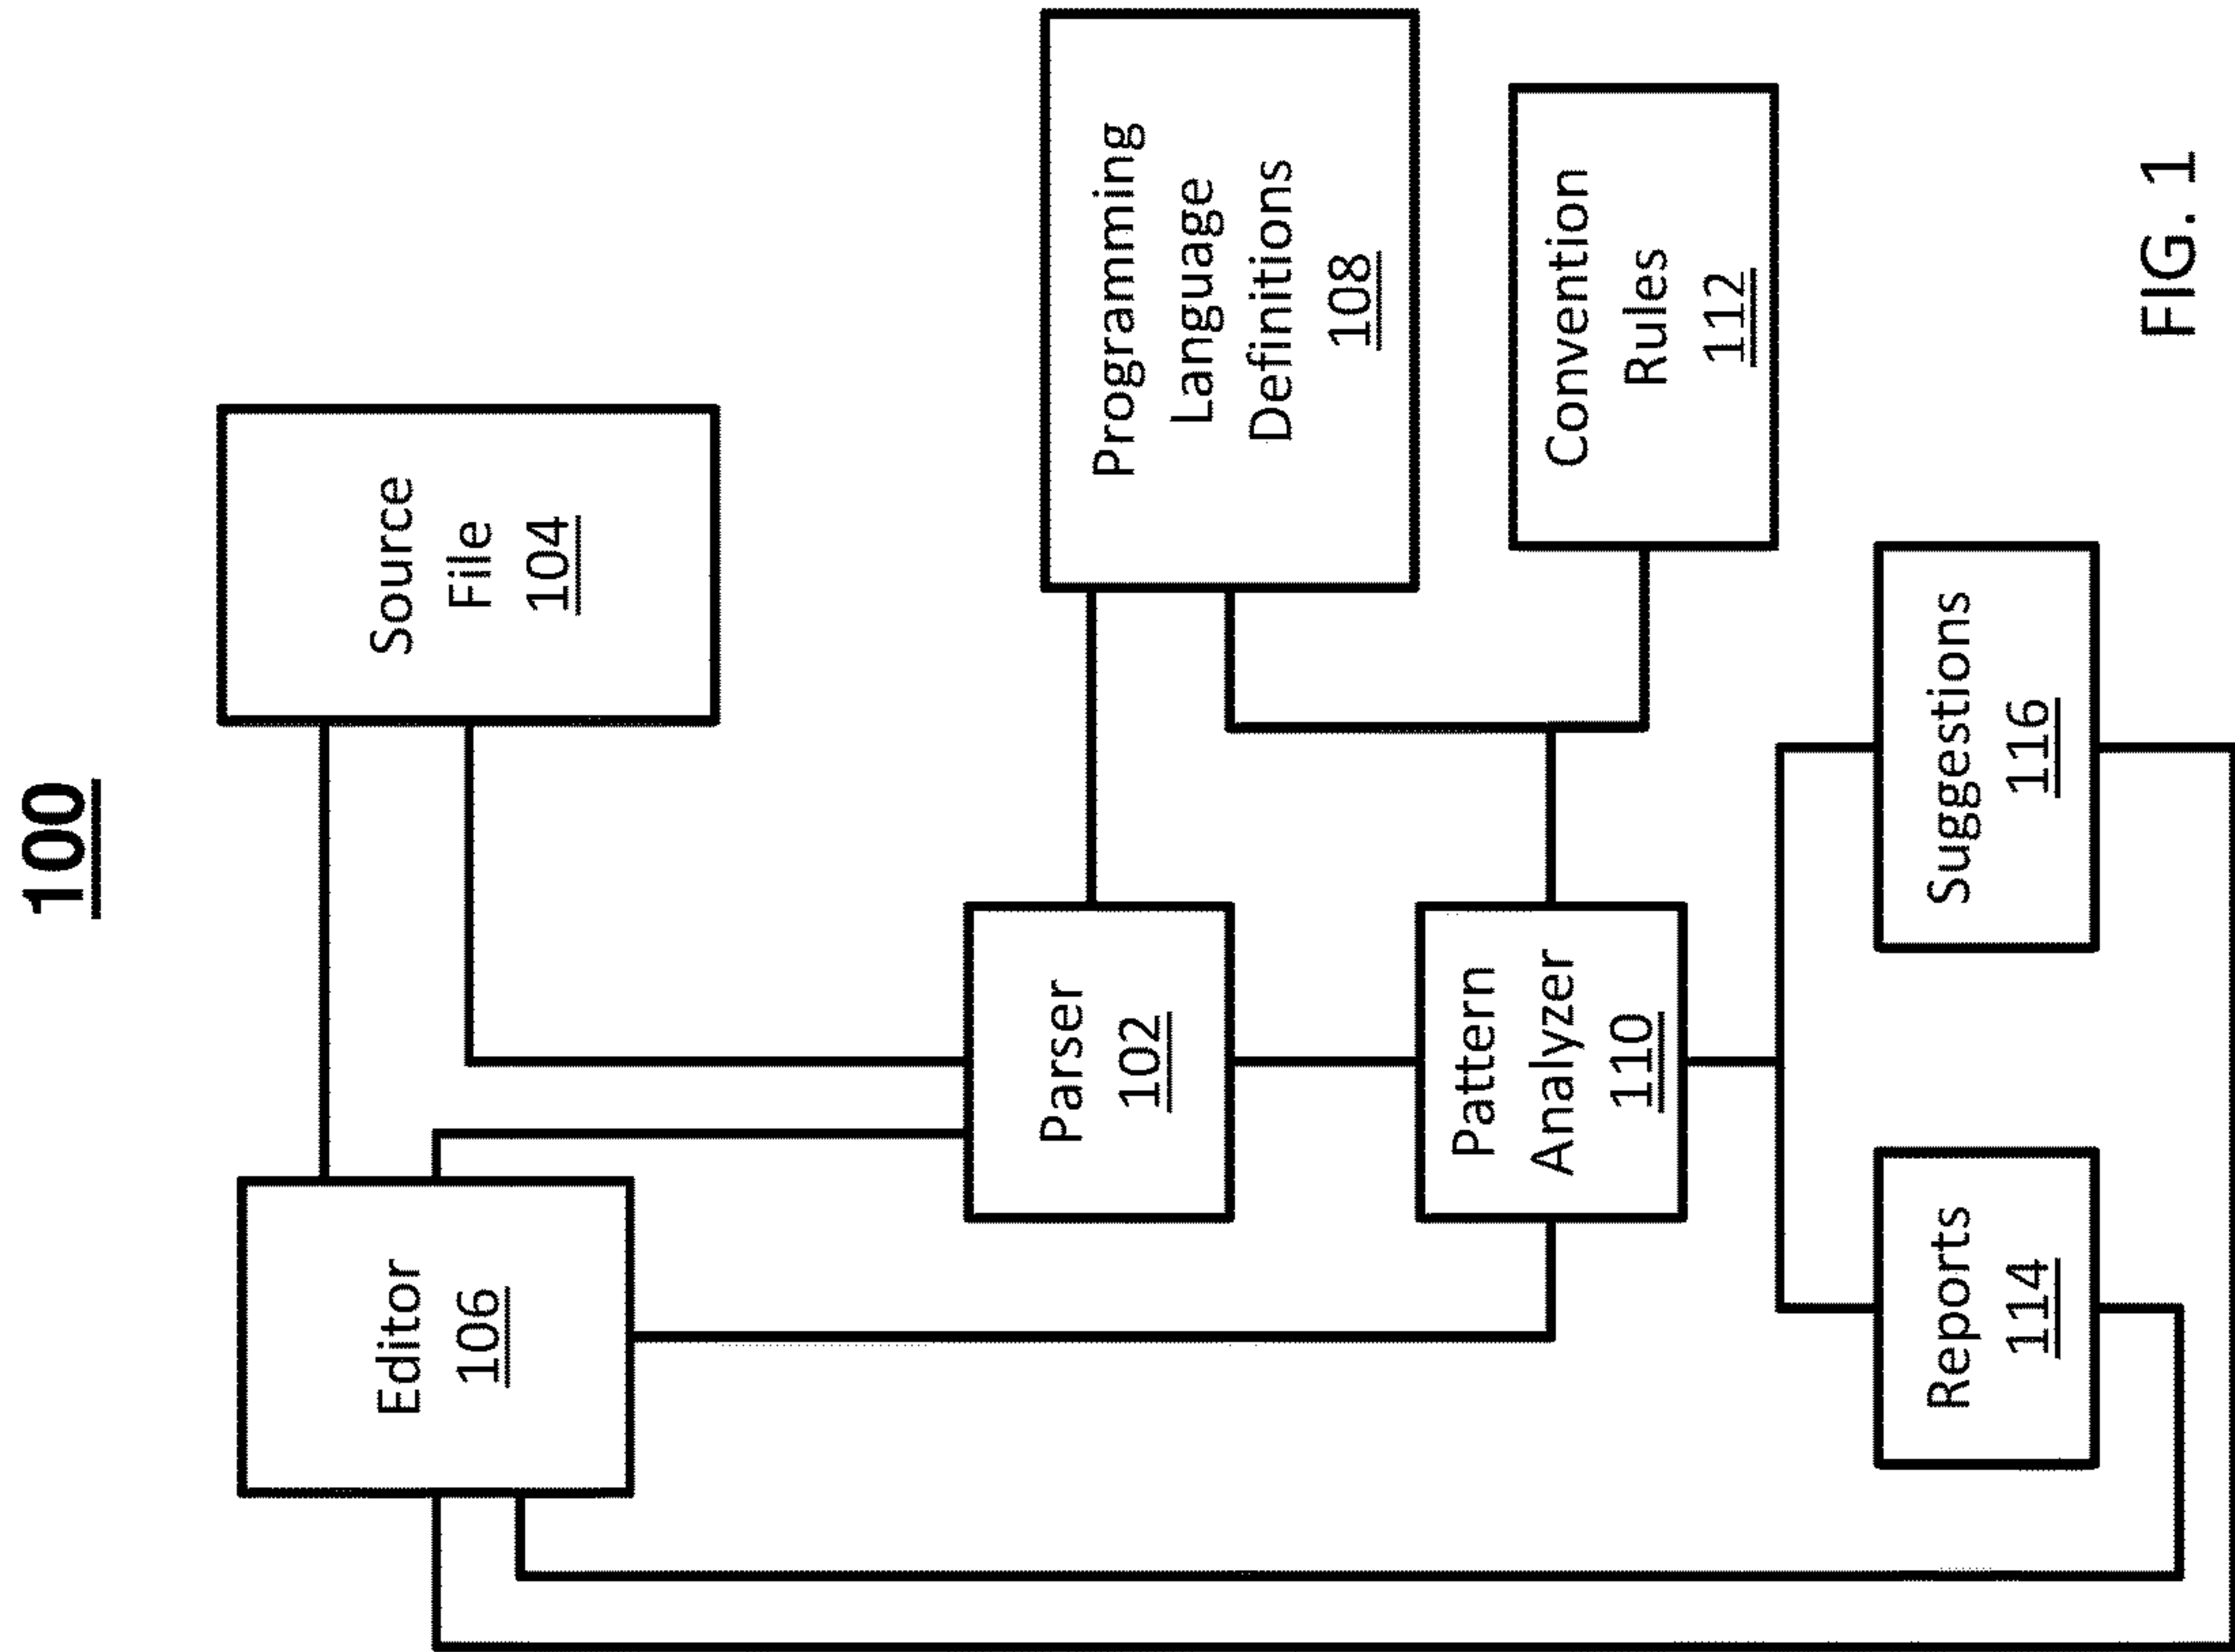 100
Editor
106
Source
File
104
Parser
102
Programming
Language
Definitions
108
Pattern
Analyzer
110
Convention
Rules
112
Reports
114
Suggestions
116
FIG. 1